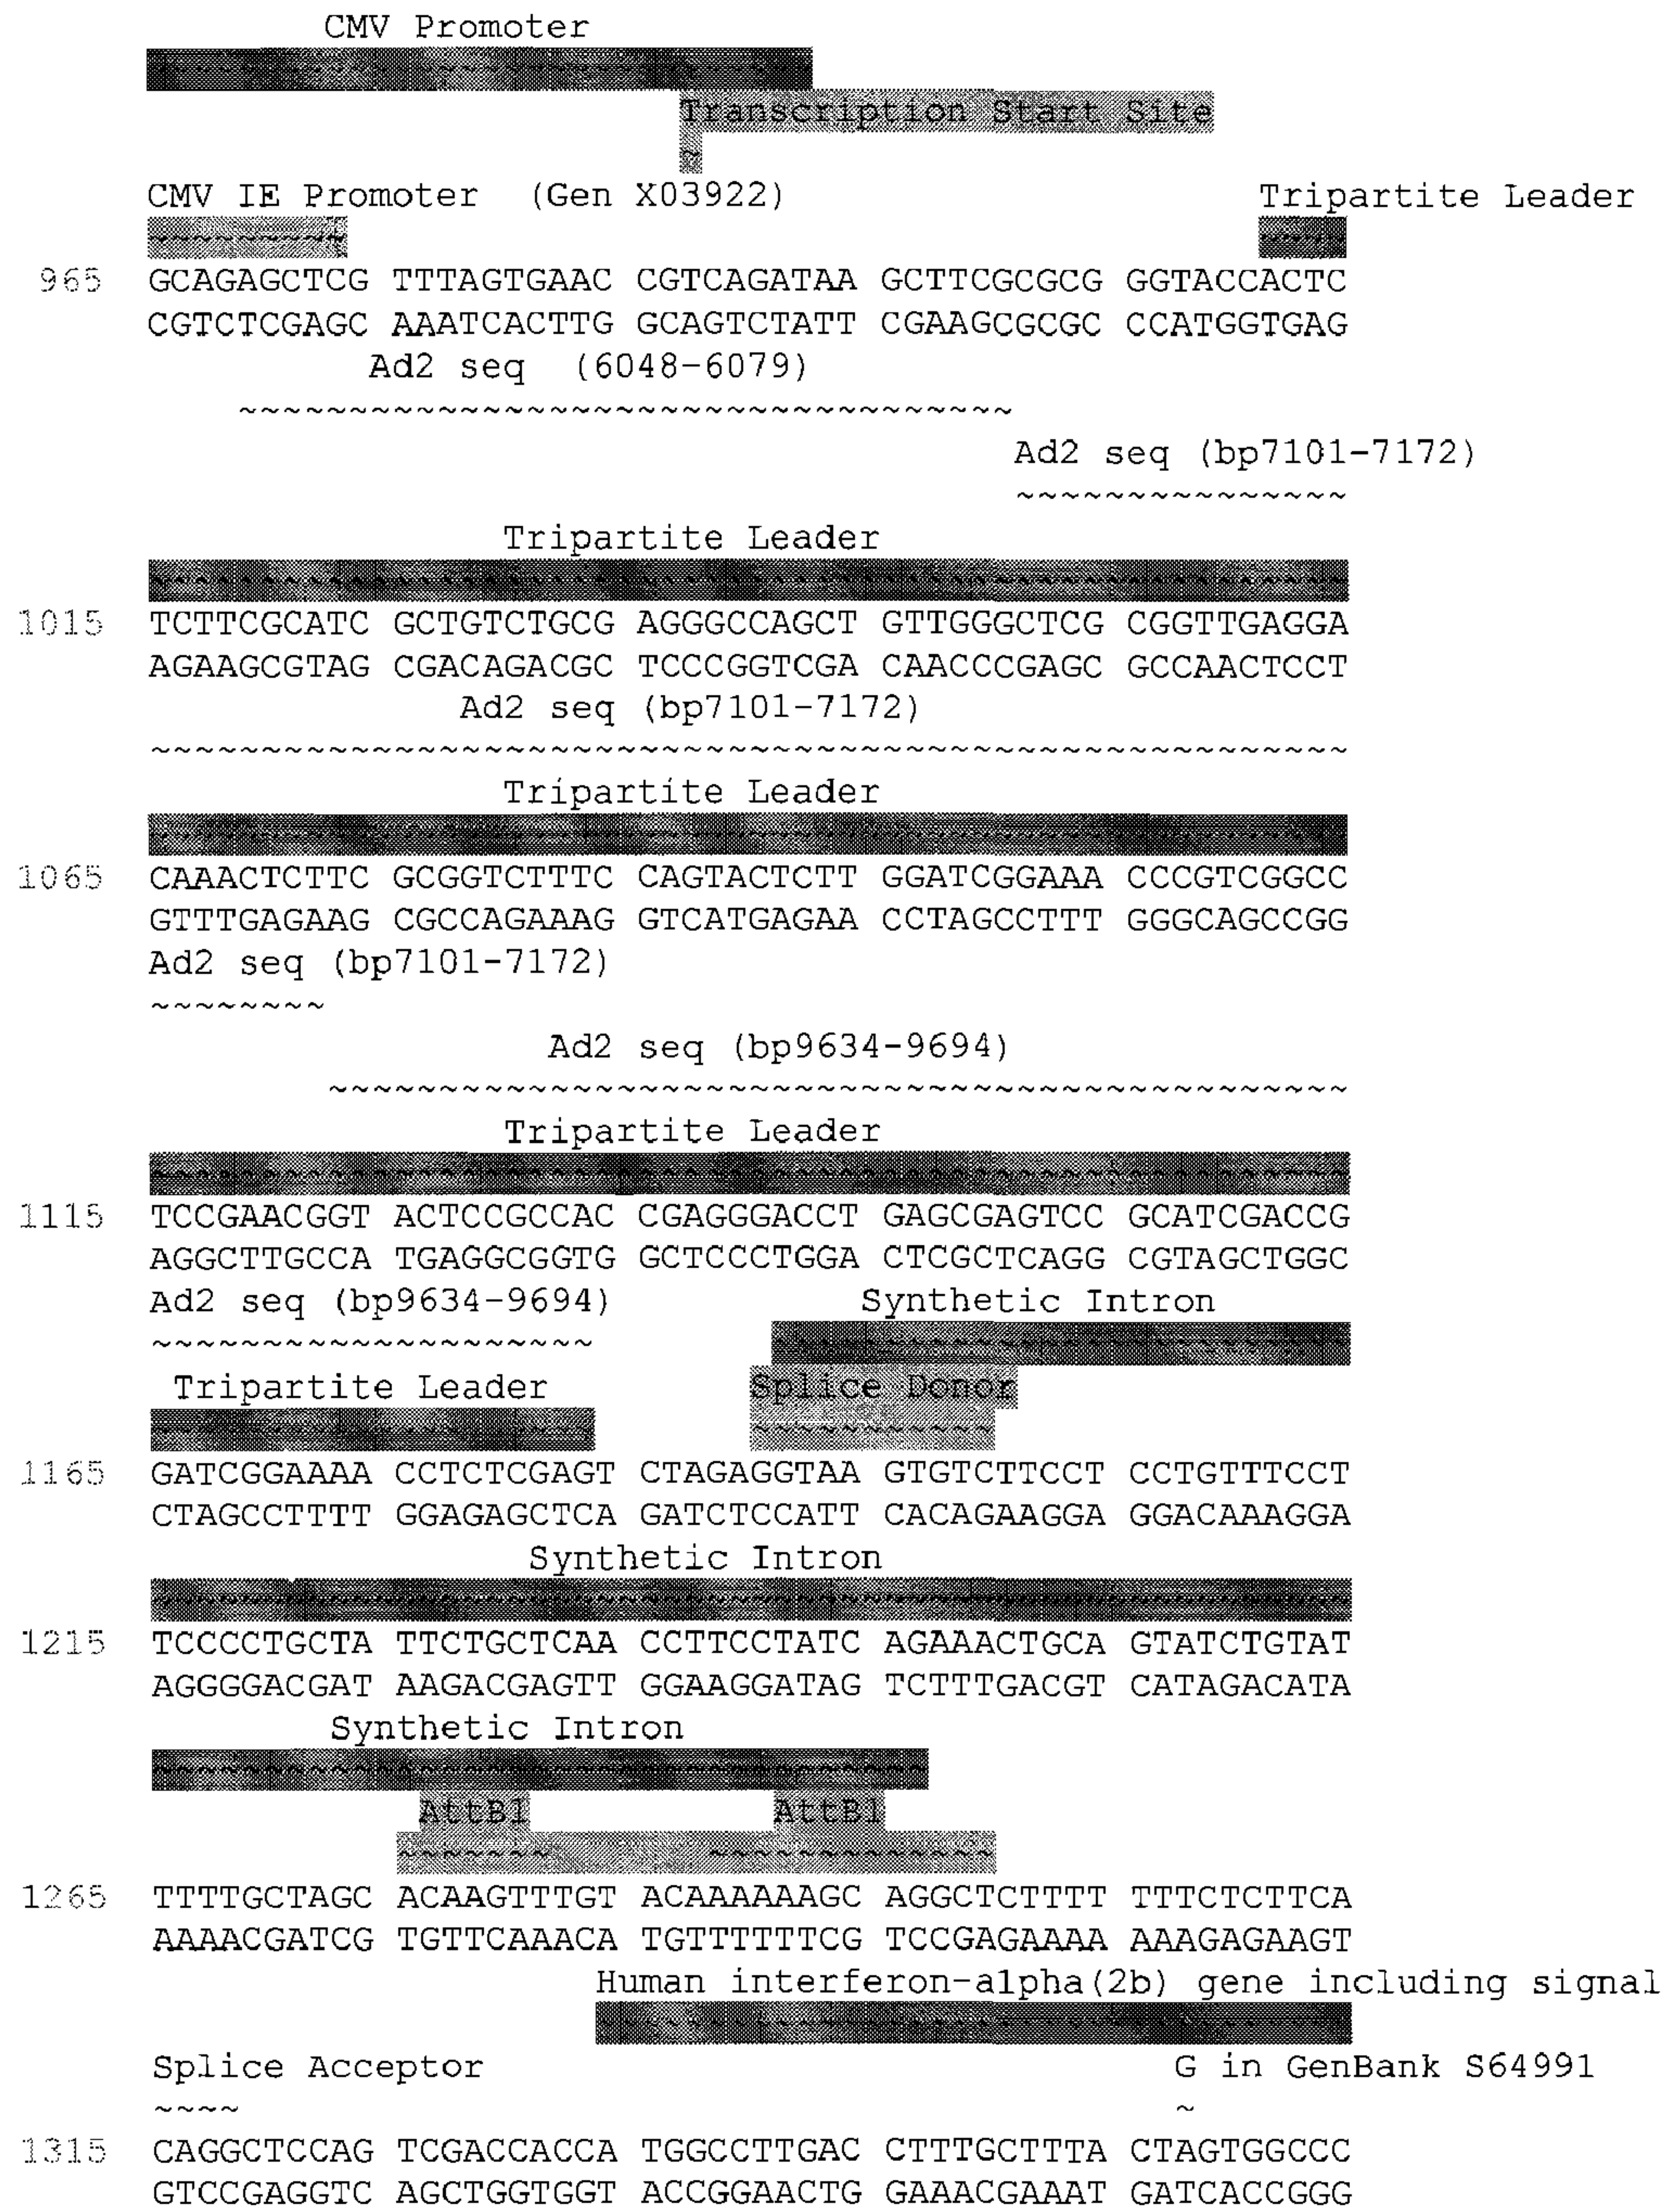 CMV Promoter
Transcription Start Site
~
CMV IE Promoter (Gen X03922) Tripartite Leader
~~~~~~~~~ ~~~~
965 GCAGAGCTCG TTTAGTGAAC CGTCAGATAA GCTTCGCGCG GGTACCACTC
CGTCTCGAGC AAATCACTTG GCAGTCTATT CGAAGCGCGC CCATGGTGAG
Ad2 seq (6048-6079)
~~~~~~~~~~~~~~~~~~~~~~~~~~~~~~~~~~~
Ad2 seq (bp7101-7172)
~~~~~~~~~~~~~~~
Tripartite Leader
1015 TCTTCGCATC GCTGTCTGCG AGGGCCAGCT GTTGGGCTCG CGGTTGAGGA
AGAAGCGTAG CGACAGACGC TCCCGGTCGA CAACCCGAGC GCCAACTCCT
Ad2 seq (bp7101-7172)
~~~~~~~~~~~~~~~~~~~~~~~~~~~~~~~~~~~~~~~~~~~~~~~~~~~~~~
Tripartite Leader
1065 CAAACTCTTC GCGGTCTTTC CAGTACTCTT GGATCGGAAA CCCGTCGGCC
GTTTGAGAAG CGCCAGAAAG GTCATGAGAA CCTAGCCTTT GGGCAGCCGG
Ad2 seq (bp7101-7172)
~~~~~~~~
Ad2 seq (bp9634-9694)
~~~~~~~~~~~~~~~~~~~~~~~~~~~~~~~~~~~~~~~~~~~~~~
Tripartite Leader
1115 TCCGAACGGT ACTCCGCCAC CGAGGGACCT GAGCGAGTCC GCATCGACCG
AGGCTTGCCA TGAGGCGGTG GCTCCCTGGA CTCGCTCAGG CGTAGCTGGC
Ad2 seq (bp9634-9694) Synthetic Intron
~~~~~~~~~~~~~~~~~~~~
Tripartite Leader Splice Donor
~~~~~~~~~~~
1165 GATCGGAAAA CCTCTCGAGT CTAGAGGTAA GTGTCTTCCT CCTGTTTCCT
CTAGCCTTTT GGAGAGCTCA GATCTCCATT CACAGAAGGA GGACAAAGGA
Synthetic Intron
1215 TCCCCTGCTA TTCTGCTCAA CCTTCCTATC AGAAACTGCA GTATCTGTAT
AGGGGACGAT AAGACGAGTT GGAAGGATAG TCTTTGACGT CATAGACATA
Synthetic Intron
AttB1 AttB1
~~~~~~~ ~~~~~~~~~~~~~
1265 TTTTGCTAGC ACAAGTTTGT ACAAAAAAGC AGGCTCTTTT TTTCTCTTCA
AAAACGATCG TGTTCAAACA TGTTTTTTCG TCCGAGAAAA AAAGAGAAGT
Human interferon-alpha(2b) gene including signal
Splice Acceptor G in GenBank S64991
~~~~ ~
1315 CAGGCTCCAG TCGACCACCA TGGCCTTGAC CTTTGCTTTA CTAGTGGCCC
GTCCGAGGTC AGCTGGTGGT ACCGGAACTG GAAACGAAAT GATCACCGGG